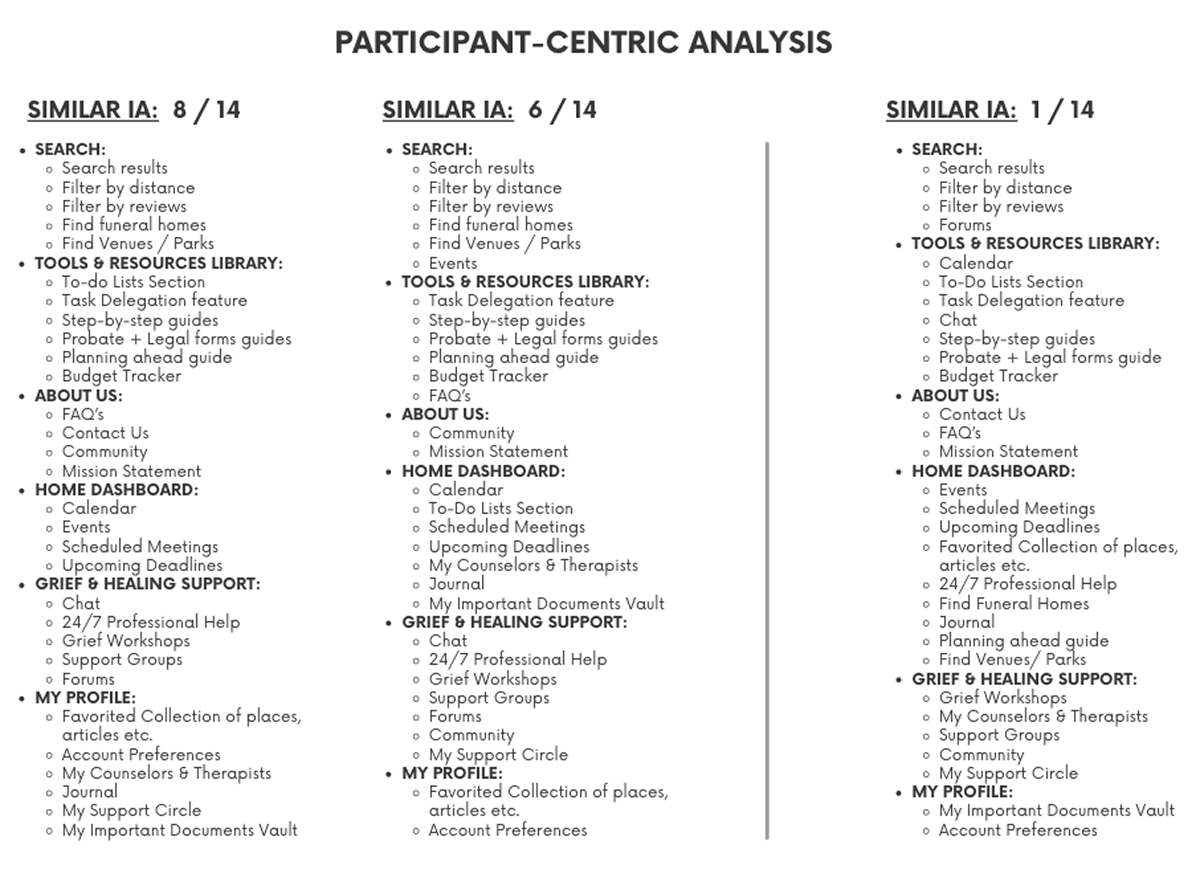 PARTICIPANT-CENTRIC ANALYSIS
SIMILAR IA: 8 / 14
SEARCH:
Search results
Filter by distance
Filter by reviews
Find funeral homes
Find Venues / Parks
TOOLS & RESOURCES LIBRARY:
To-do Lists Section
Task Delegation feature
Step-by-step guides
Probate + Legal forms guides
Planning ahead guide
Budget Tracker
ABOUT US:
FAQ's
Contact Us
Community
Mission Statement
HOME DASHBOARD:
Calendar
Events
Scheduled Meetings
Upcoming Deadlines
GRIEF & HEALING SUPPORT:
Chat
24/7 Professional Help
Grief Workshops
Support Groups
Forums
MY PROFILE:
Favorited Collection of places,
articles etc.
Account Preferences
My Counselors & Therapists
Journal
My Support Circle
My Important Documents Vault
SIMILAR IA: 6 / 14
SEARCH:
Search results
Filter by distance
Filter by reviews
Find funeral homes
Find Venues / Parks
Events
TOOLS & RESOURCES LIBRARY:
Task Delegation feature
Step-by-step guides
Probate + Legal forms guides
Planning ahead guide
Budget Tracker
FAQ's
ABOUT US:
Community
Mission Statement
HOME DASHBOARD:
Calendar
To-Do Lists Section
Scheduled Meetings
Upcoming Deadlines
My Counselors & Therapists
Journal
My Important Documents Vault
GRIEF & HEALING SUPPORT:
Chat
24/7 Professional Help
Grief Workshops
Support Groups
Forums
Community
My Support Circle
MY PROFILE:
Favorited Collection of places,
articles etc.
Account Preferences
SIMILAR IA: 1 / 14
SEARCH:
Search results
Filter by distance
Filter by reviews
Forums
TOOLS & RESOURCES LIBRARY:
Calendar
To-Do Lists Section
Task Delegation feature
Chat
Step-by-step guides
Probate + Legal forms guide
Budget Tracker
ABOUT US:
Contact Us
FAQ's
Mission Statement
HOME DASHBOARD:
Events
Scheduled Meetings
Upcoming Deadlines
Favorited Collection of places,
articles etc.
24/7 Professional Help
Find Funeral Homes
Journal
Planning ahead guide
Find Venues/ Parks
GRIEF & HEALING SUPPORT:
Grief Workshops
My Counselors & Therapists
Support Groups
Community
My Support Circle
MY PROFILE:
My Important Documents Vault
Account Preferences